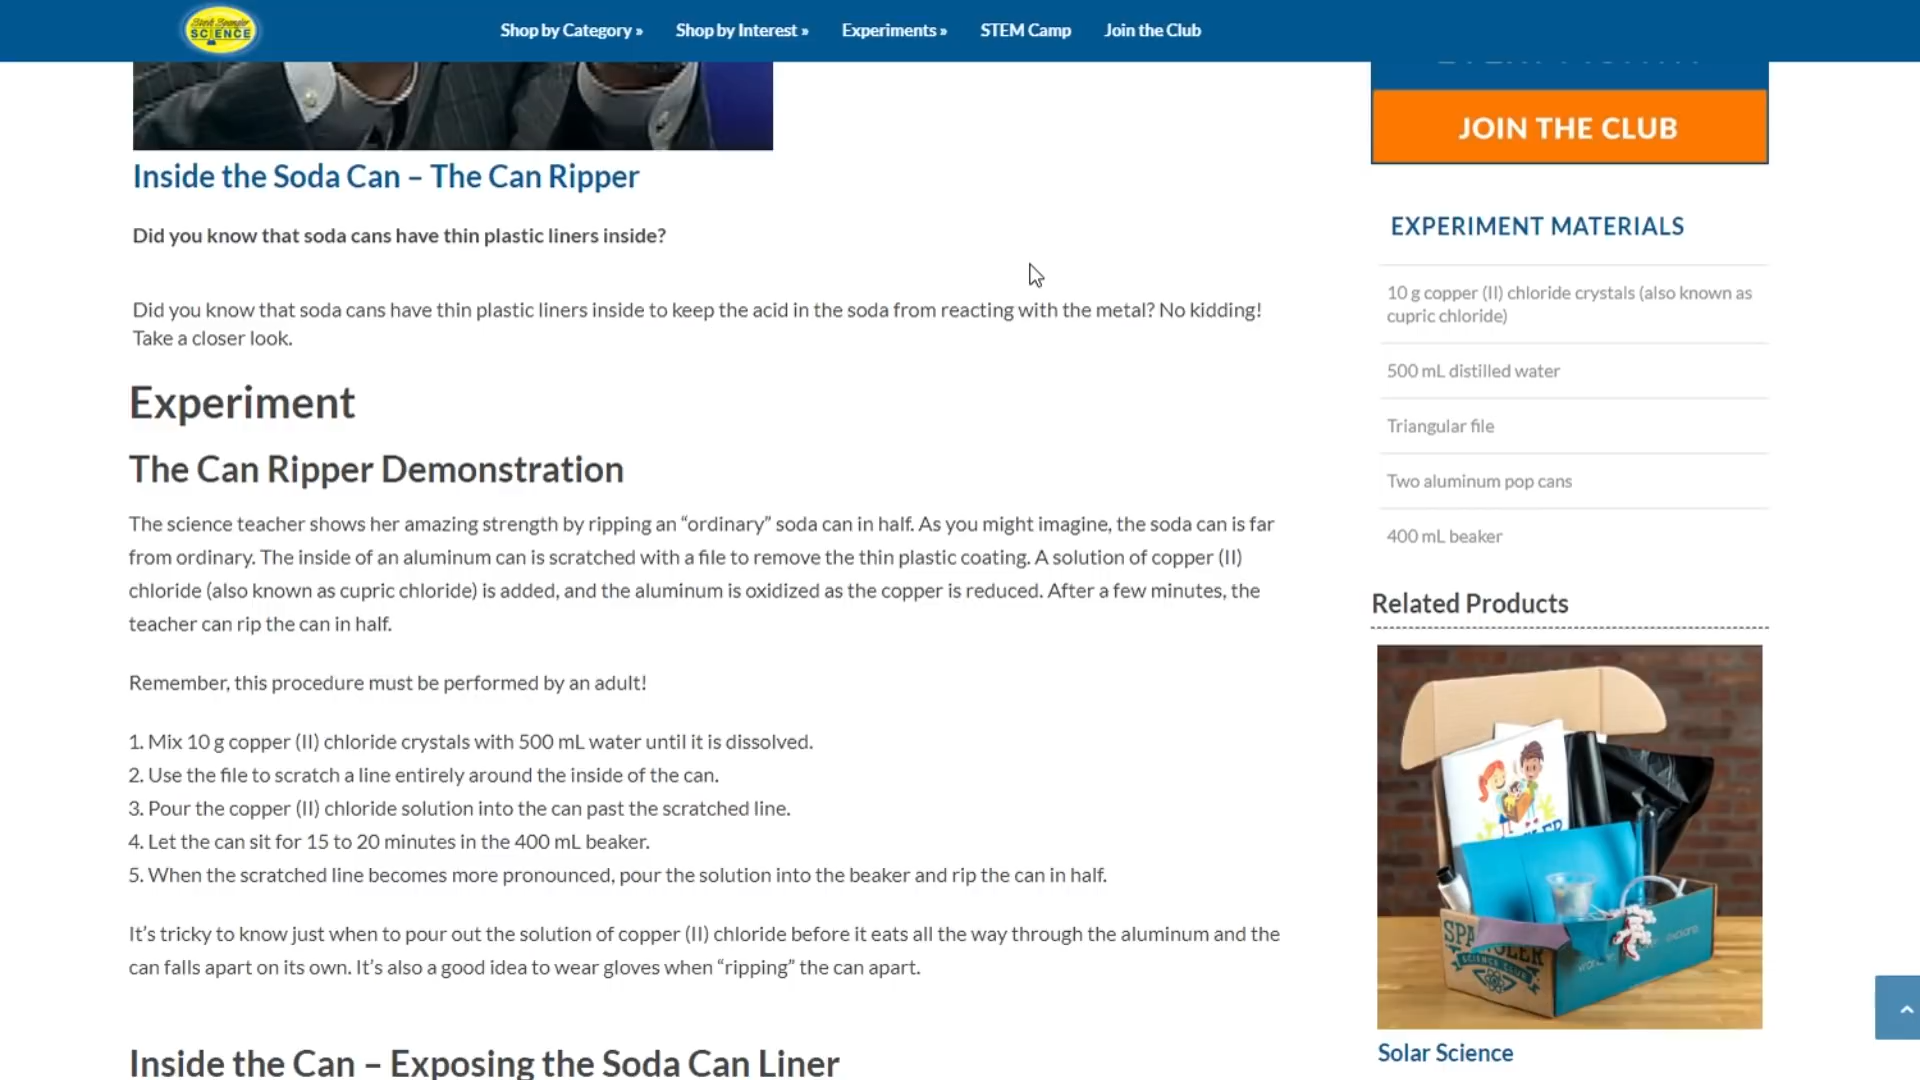 Steve Spangler
SCIENCE
Shop by Category »
Shop by Interest »
Experiments »
STEM Camp
Join the Club
Inside the Soda Can – The Can Ripper
Did you know that soda cans have thin plastic liners inside?
Did you know that soda cans have thin plastic liners inside to keep the acid in the soda from reacting with the metal? No kidding!
Take a closer look.
Experiment
The Can Ripper Demonstration
The science teacher shows her amazing strength by ripping an “ordinary” soda can in half. As you might imagine, the soda can is far
from ordinary. The inside of an aluminum can is scratched with a file to remove the thin plastic coating. A solution of copper (II)
chloride (also known as cupric chloride) is added, and the aluminum is oxidized as the copper is reduced. After a few minutes, the
teacher can rip the can in half.
Remember, this procedure must be performed by an adult!
1. Mix 10 g copper (II) chloride crystals with 500 mL water until it is dissolved.
2. Use the file to scratch a line entirely around the inside of the can.
3. Pour the copper (II) chloride solution into the can past the scratched line.
4. Let the can sit for 15 to 20 minutes in the 400 mL beaker.
5. When the scratched line becomes more pronounced, pour the solution into the beaker and rip the can in half.
It’s tricky to know just when to pour out the solution of copper (II) chloride before it eats all the way through the aluminum and the
can falls apart on its own. It’s also a good idea to wear gloves when “ripping” the can apart.
Inside the Can – Exposing the Soda Can Liner
JOIN THE CLUB
EXPERIMENT MATERIALS
10 g copper (II) chloride crystals (also known as
cupric chloride)
500 mL distilled water
Triangular file
Two aluminum pop cans
400 mL beaker
Related Products
SCIENCE CLUB
Solar Science